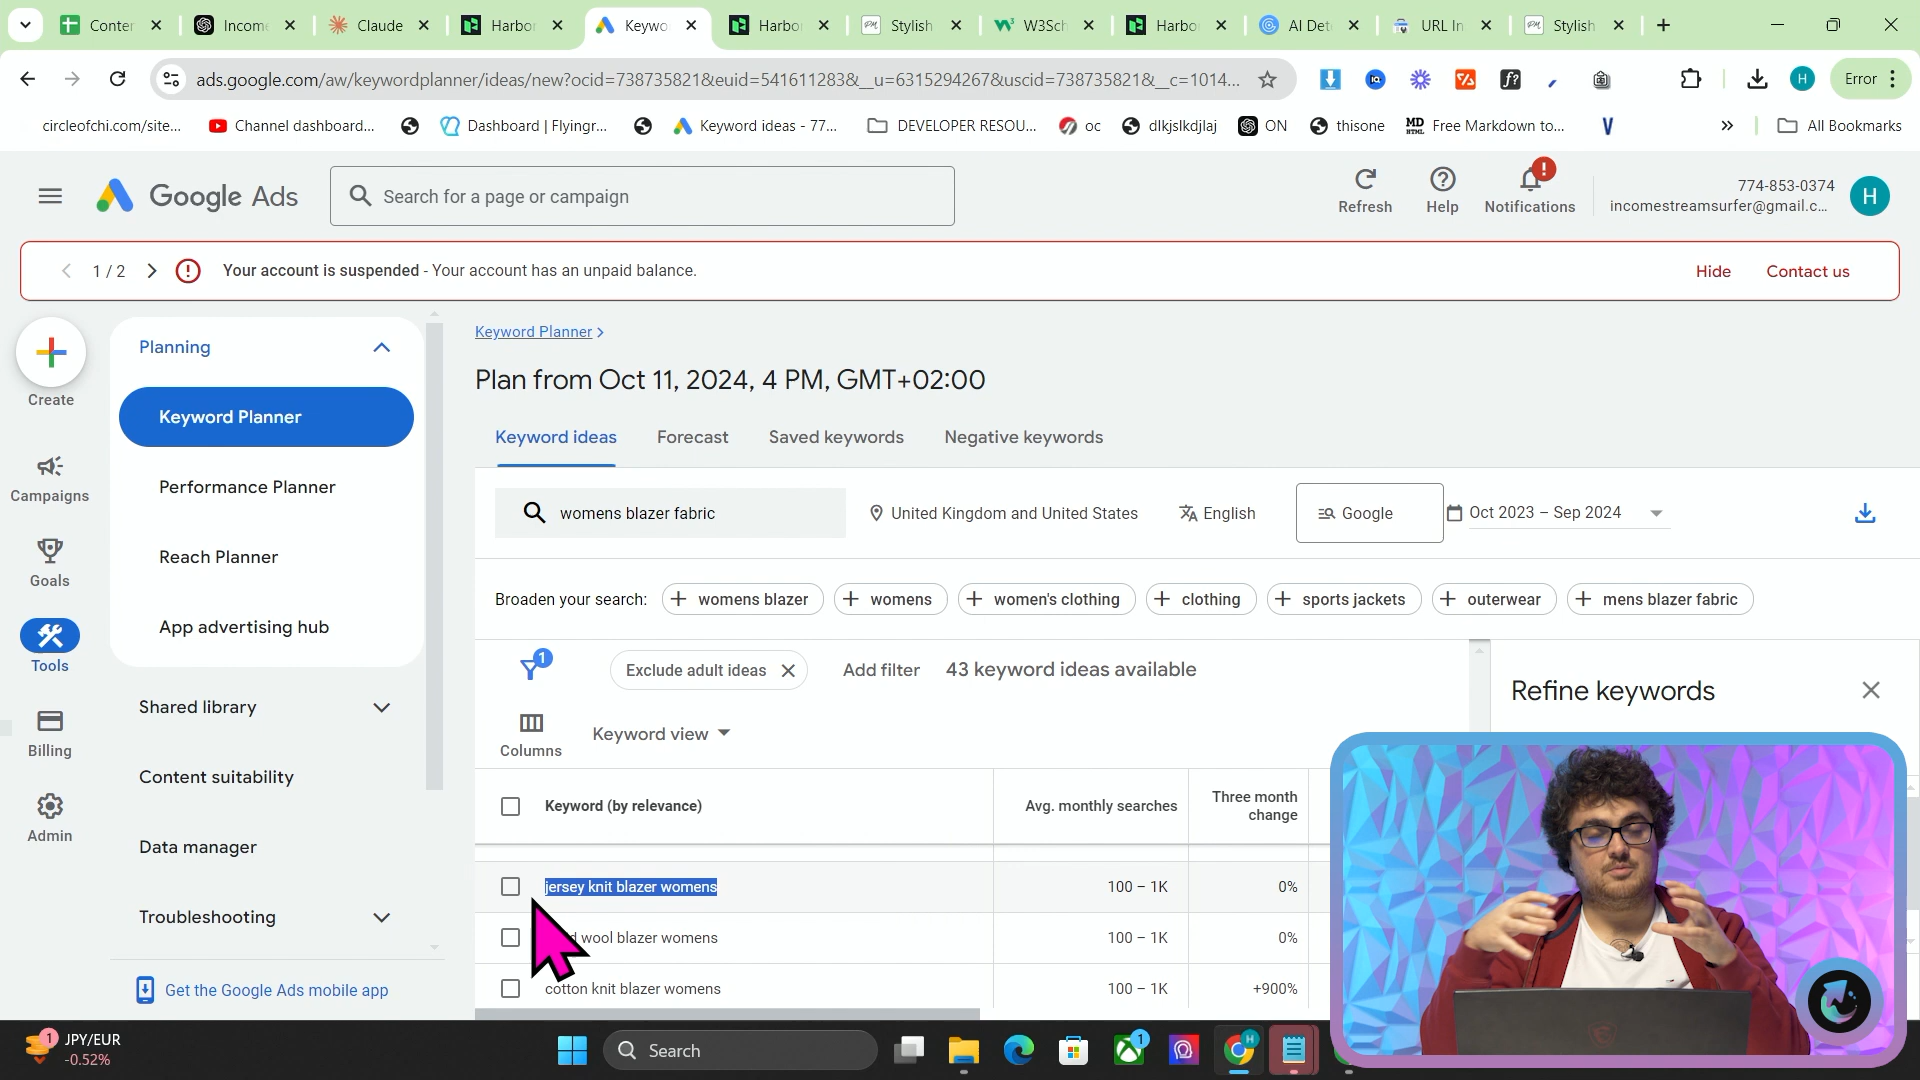 Conter
Income
Claude
Harbo
Keywo
Harbo
Stylish
W3Sch
Harbo
AI Det
URL In
Stylish
ads.google.com/aw/keywordplanner/ideas/new?ocid=738735821&euid=541611283&__u=6315294267&uscid=738735821&__c=1014...
H
Error
circleofchi.com/site...
Channel dashboard...
Dashboard | Flyingr...
Keyword ideas - 77...
DEVELOPER RESOU...
oc
dlkjslkdjlaj
ON
thisone
Free Markdown to...
All Bookmarks
Google Ads
Search for a page or campaign
Refresh
Help
Notifications
774-853-0374
incomestreamsurfer@gmail.c...
H
1 / 2
Your account is suspended - Your account has an unpaid balance.
Hide
Contact us
Create
Campaigns
Goals
Tools
Billing
Admin
Planning
Keyword Planner
Performance Planner
Reach Planner
App advertising hub
Shared library
Content suitability
Data manager
Troubleshooting
Get the Google Ads mobile app
Keyword Planner
Plan from Oct 11, 2024, 4 PM, GMT+02:00
Keyword ideas
Forecast
Saved keywords
Negative keywords
womens blazer fabric
United Kingdom and United States
English
Google
Oct 2023 – Sep 2024
Broaden your search:
womens blazer
womens
women's clothing
clothing
sports jackets
outerwear
mens blazer fabric
1
Exclude adult ideas
Add filter
43 keyword ideas available
Refine keywords
Columns
Keyword view
Keyword (by relevance)
Avg. monthly searches
Three month
change
jersey knit blazer womens
100 – 1K
0%
wool blazer womens
100 – 1K
0%
cotton knit blazer womens
100 – 1K
+900%
1
JPY/EUR
-0.52%
Search
1
H